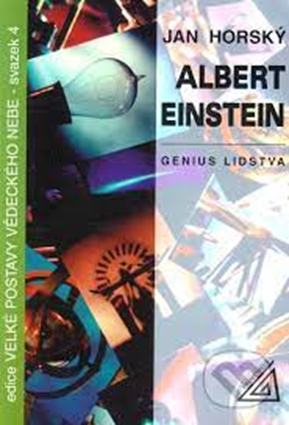 JAN HORSKÝ
ALBERT
EINSTEIN
GENIUS LIDSTVA
edice VELKÉ POSTAVY VĚDECKÉHO NEBE - svazek 4